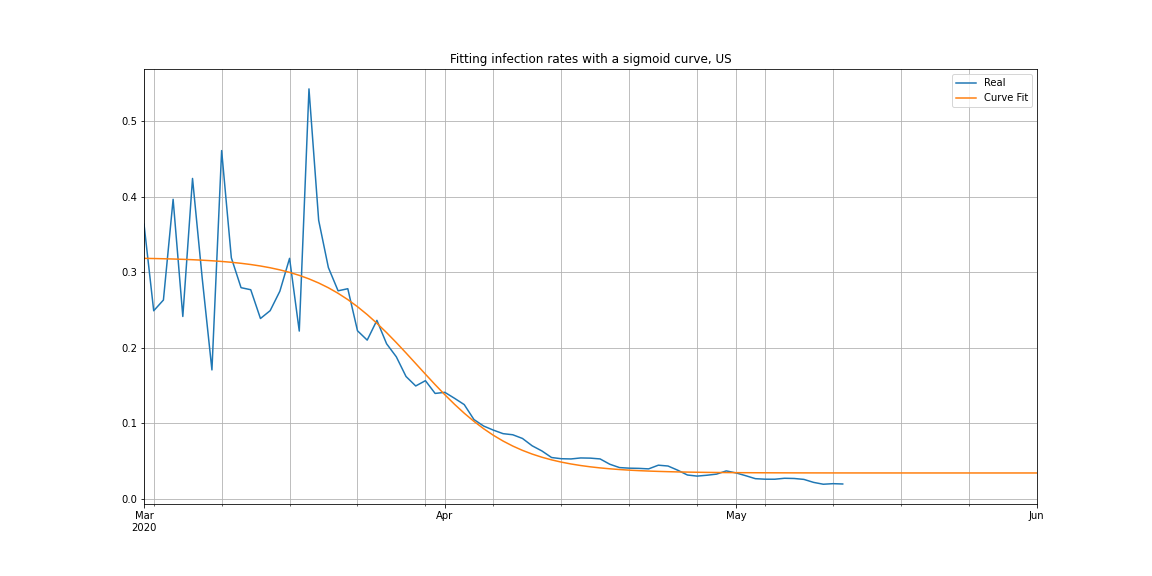 Fitting infection rates with a sigmoid curve, US
Real
Curve Fit
0.5
0.4
0.3
0.2
0.1
0.0
Mar
2020
Apr
May
Jun